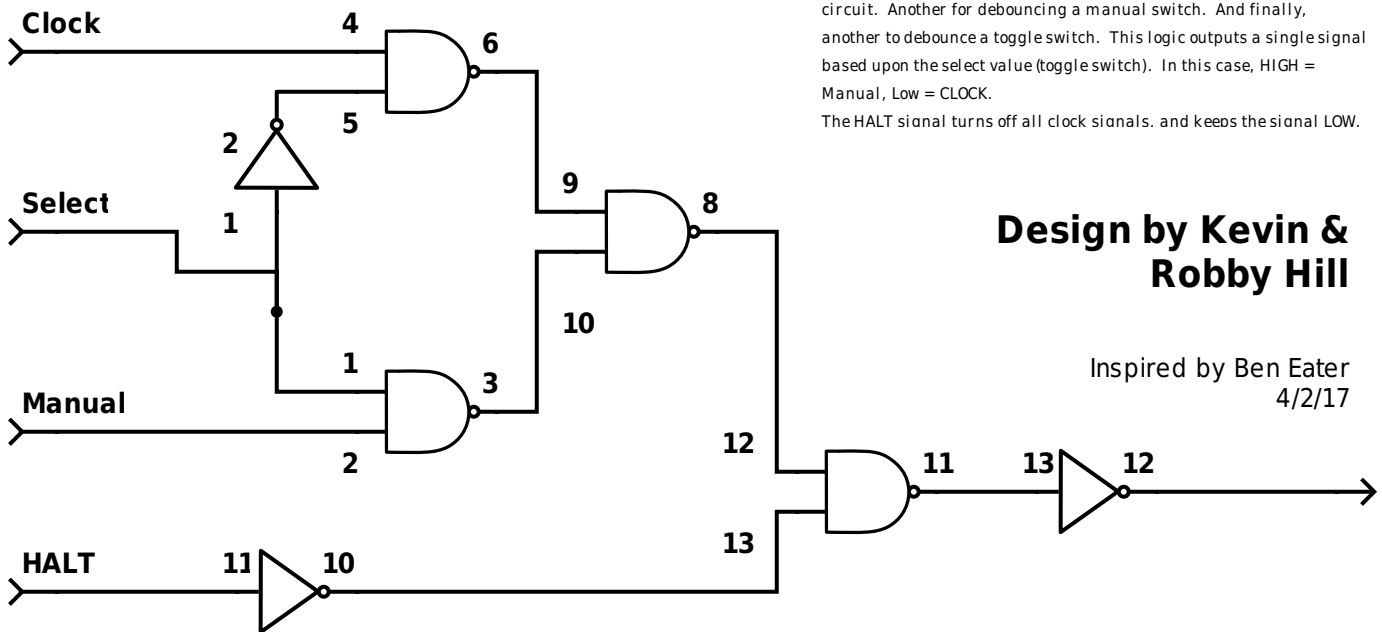 circuit. Another for debouncing a manual switch. And finally,
another to debounce a toggle switch. This logic outputs a single signal
based upon the select value (toggle switch). In this case, HIGH =
Manual, Low = CLOCK.
The HALT signal turns off all clock signals, and keeps the signal LOW.
Clock
4
6
5
2
Select
1
9
8
Design by Kevin &
Robby Hill
10
1
3
Inspired by Ben Eater
4/2/17
Manual
2
12
11
13
12
13
HALT
11
10